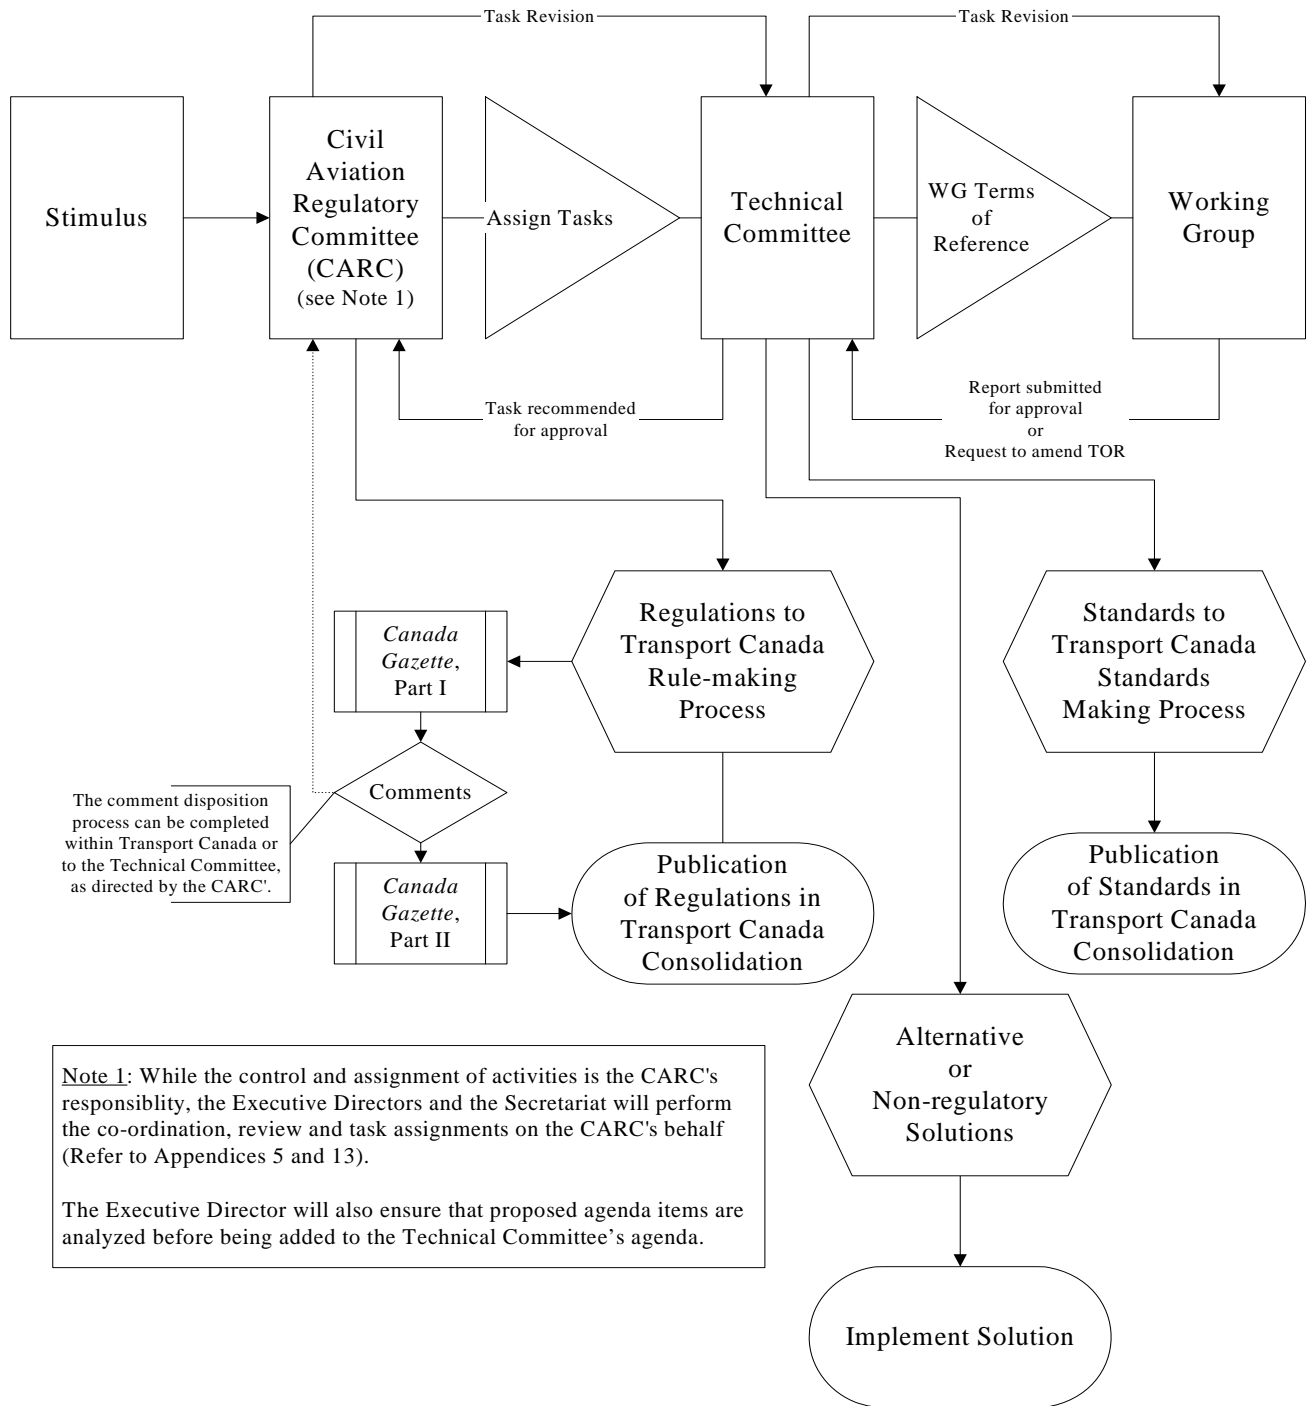 Task Revision
Task Revision
Stimulus
Civil
Aviation
Regulatory
Committee
(CARC)
(see Note 1)
Assign Tasks
Technical
Committee
WG Terms
of
Reference
Working
Group
Task recommended
for approval
Report submitted
for approval
or
Request to amend TOR
Regulations to
Transport Canada
Rule-making
Process
Standards to
Transport Canada
Standards
Making Process
Canada
Gazette,
Part I
Comments
The comment disposition
process can be completed
within Transport Canada or
to the Technical Committee,
as directed by the CARC'.
Canada
Gazette,
Part II
Publication
of Regulations in
Transport Canada
Consolidation
Publication
of Standards in
Transport Canada
Consolidation
Alternative
or
Non-regulatory
Solutions
Note 1: While the control and assignment of activities is the CARC's
responsiblity, the Executive Directors and the Secretariat will perform
the co-ordination, review and task assignments on the CARC's behalf
(Refer to Appendices 5 and 13).
The Executive Director will also ensure that proposed agenda items are
analyzed before being added to the Technical Committee’s agenda.
Implement Solution